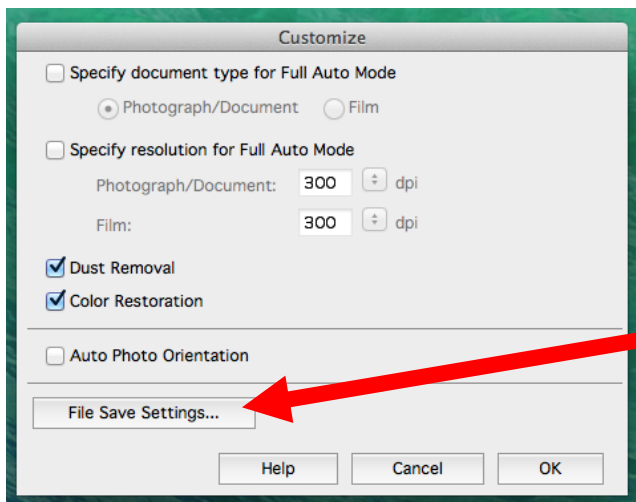 Customize
Specify document type for Full Auto Mode
Photograph/Document Film
Specify resolution for Full Auto Mode
Photograph/Document: 300 dpi
Film: 300 dpi
Dust Removal
Color Restoration
Auto Photo Orientation
File Save Settings...
Help Cancel OK